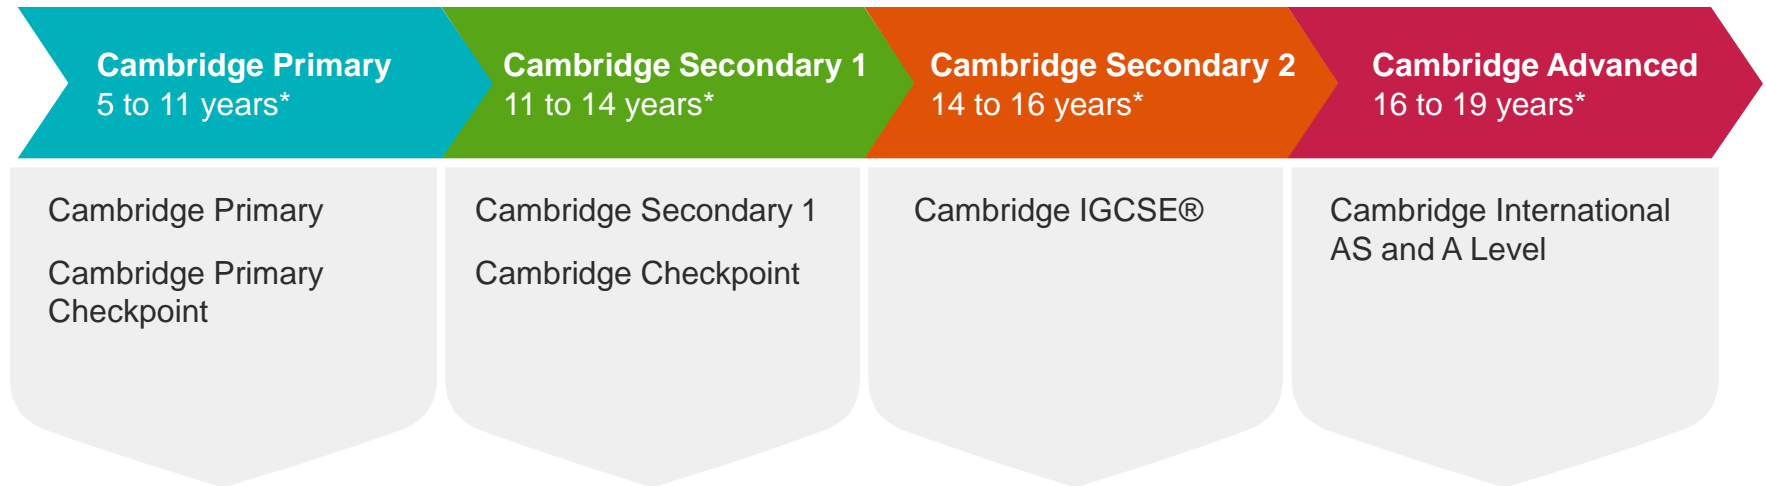 Cambridge Primary
5 to 11 years*
Cambridge Secondary 1
11 to 14 years*
Cambridge Secondary 2
14 to 16 years*
Cambridge Advanced
16 to 19 years*
Cambridge Primary
Cambridge Primary
Checkpoint
Cambridge Secondary 1
Cambridge Checkpoint
Cambridge IGCSE®
Cambridge International
AS and A Level